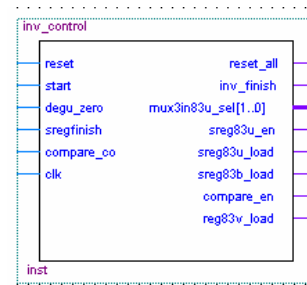 inv_control
reset reset_all
start inv_finish
degu_zero mux3in83u_sel[1..0]
sregfinish sreg83u_en
compare_co sreg83u_load
clk sreg83b_load
compare_en
reg83v_load
inst